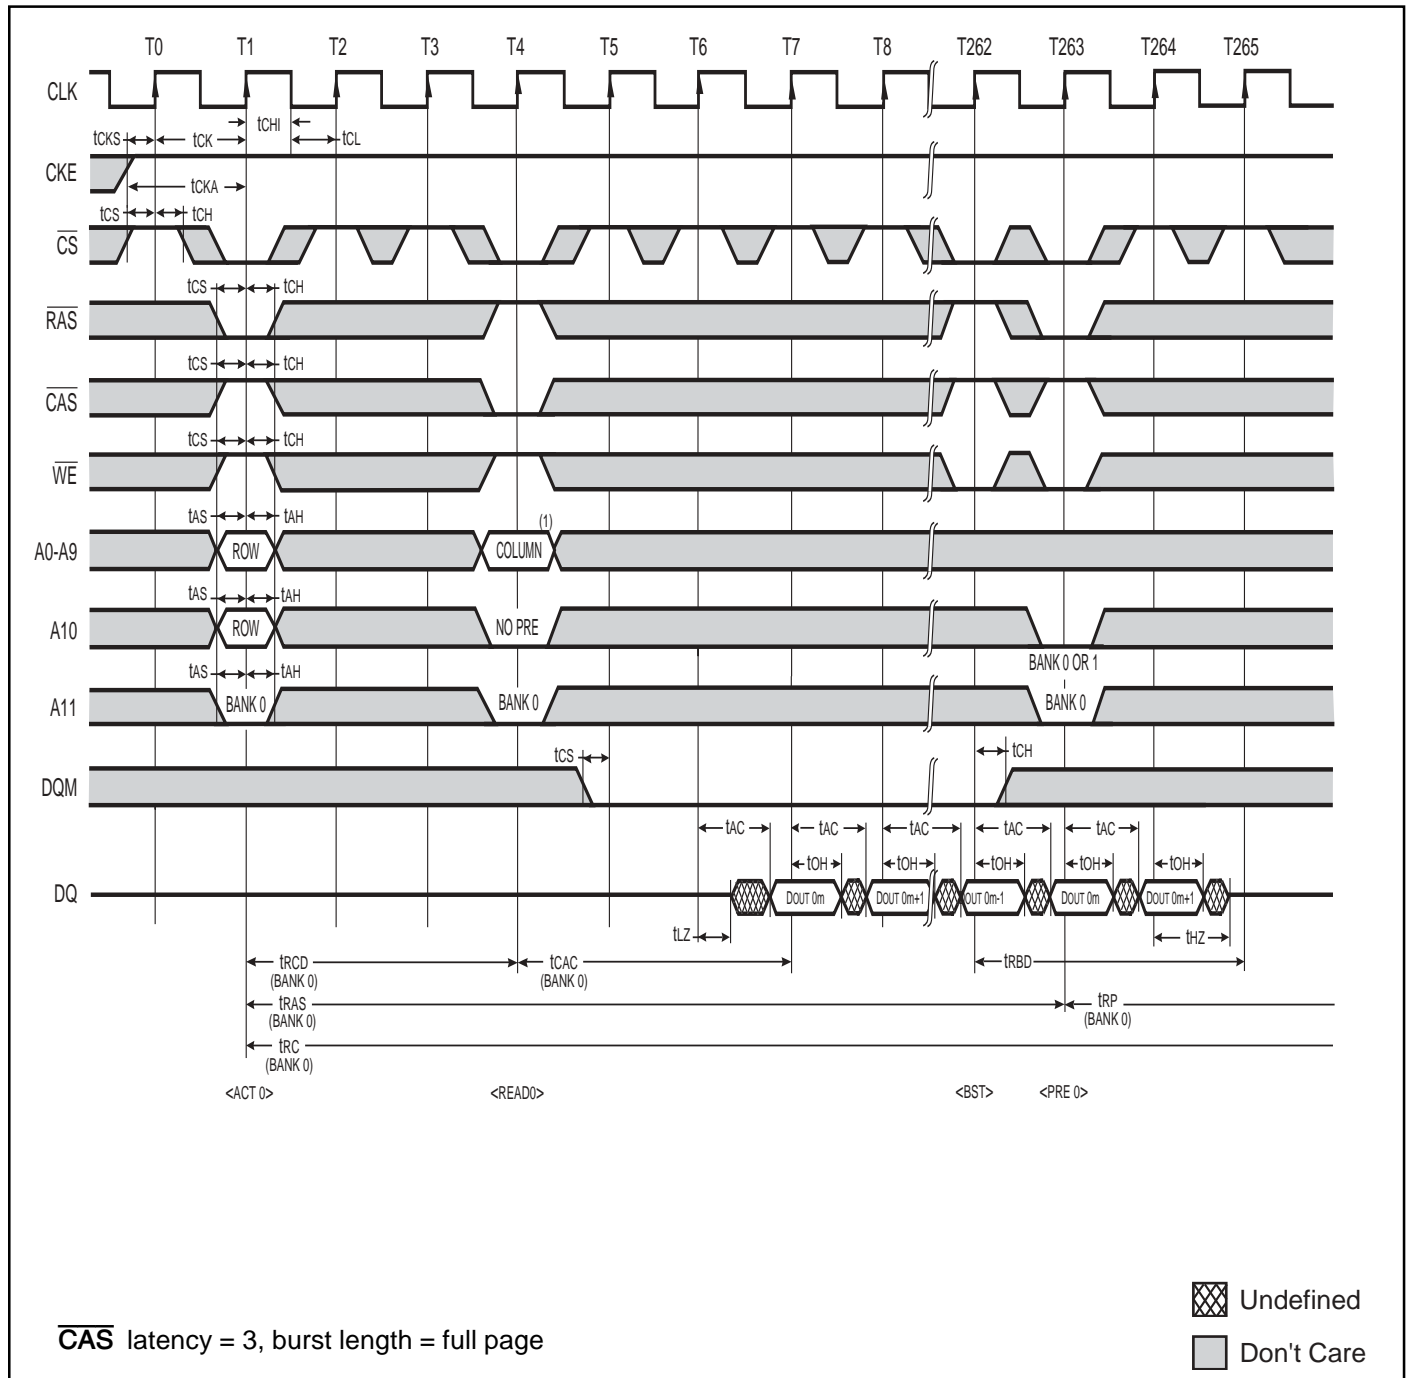 T0 T1 T2 T3 T4 T5 T6 T7 T8 T262 T263 T264 T265
CLK
tCHI
tCKS tCK tCL
CKE
tCKA
tCS tCH
CS
tCS tCH
RAS
tCS tCH
CAS
tCS tCH
WE
tAS tAH (1)
A0-A9 ROW COLUMN
tAS tAH
A10 ROW NO PRE
BANK 0 OR 1
tAS tAH
A11 BANK 0 BANK 0 BANK 0
tCS tCH
DQM
tAC tAC tAC tAC tAC
tOH tOH tOH tOH tOH
DQ DOUT 0m DOUT 0m+1 OUT 0m-1 DOUT 0m DOUT 0m+1
tLZ tHZ
tRCD tCAC tRBD
(BANK 0) (BANK 0)
tRAS tRP
(BANK 0) (BANK 0)
tRC
(BANK 0)
<ACT 0> <READ0> <BST> <PRE 0>
Undefined
CAS latency = 3, burst length = full page
Don't Care